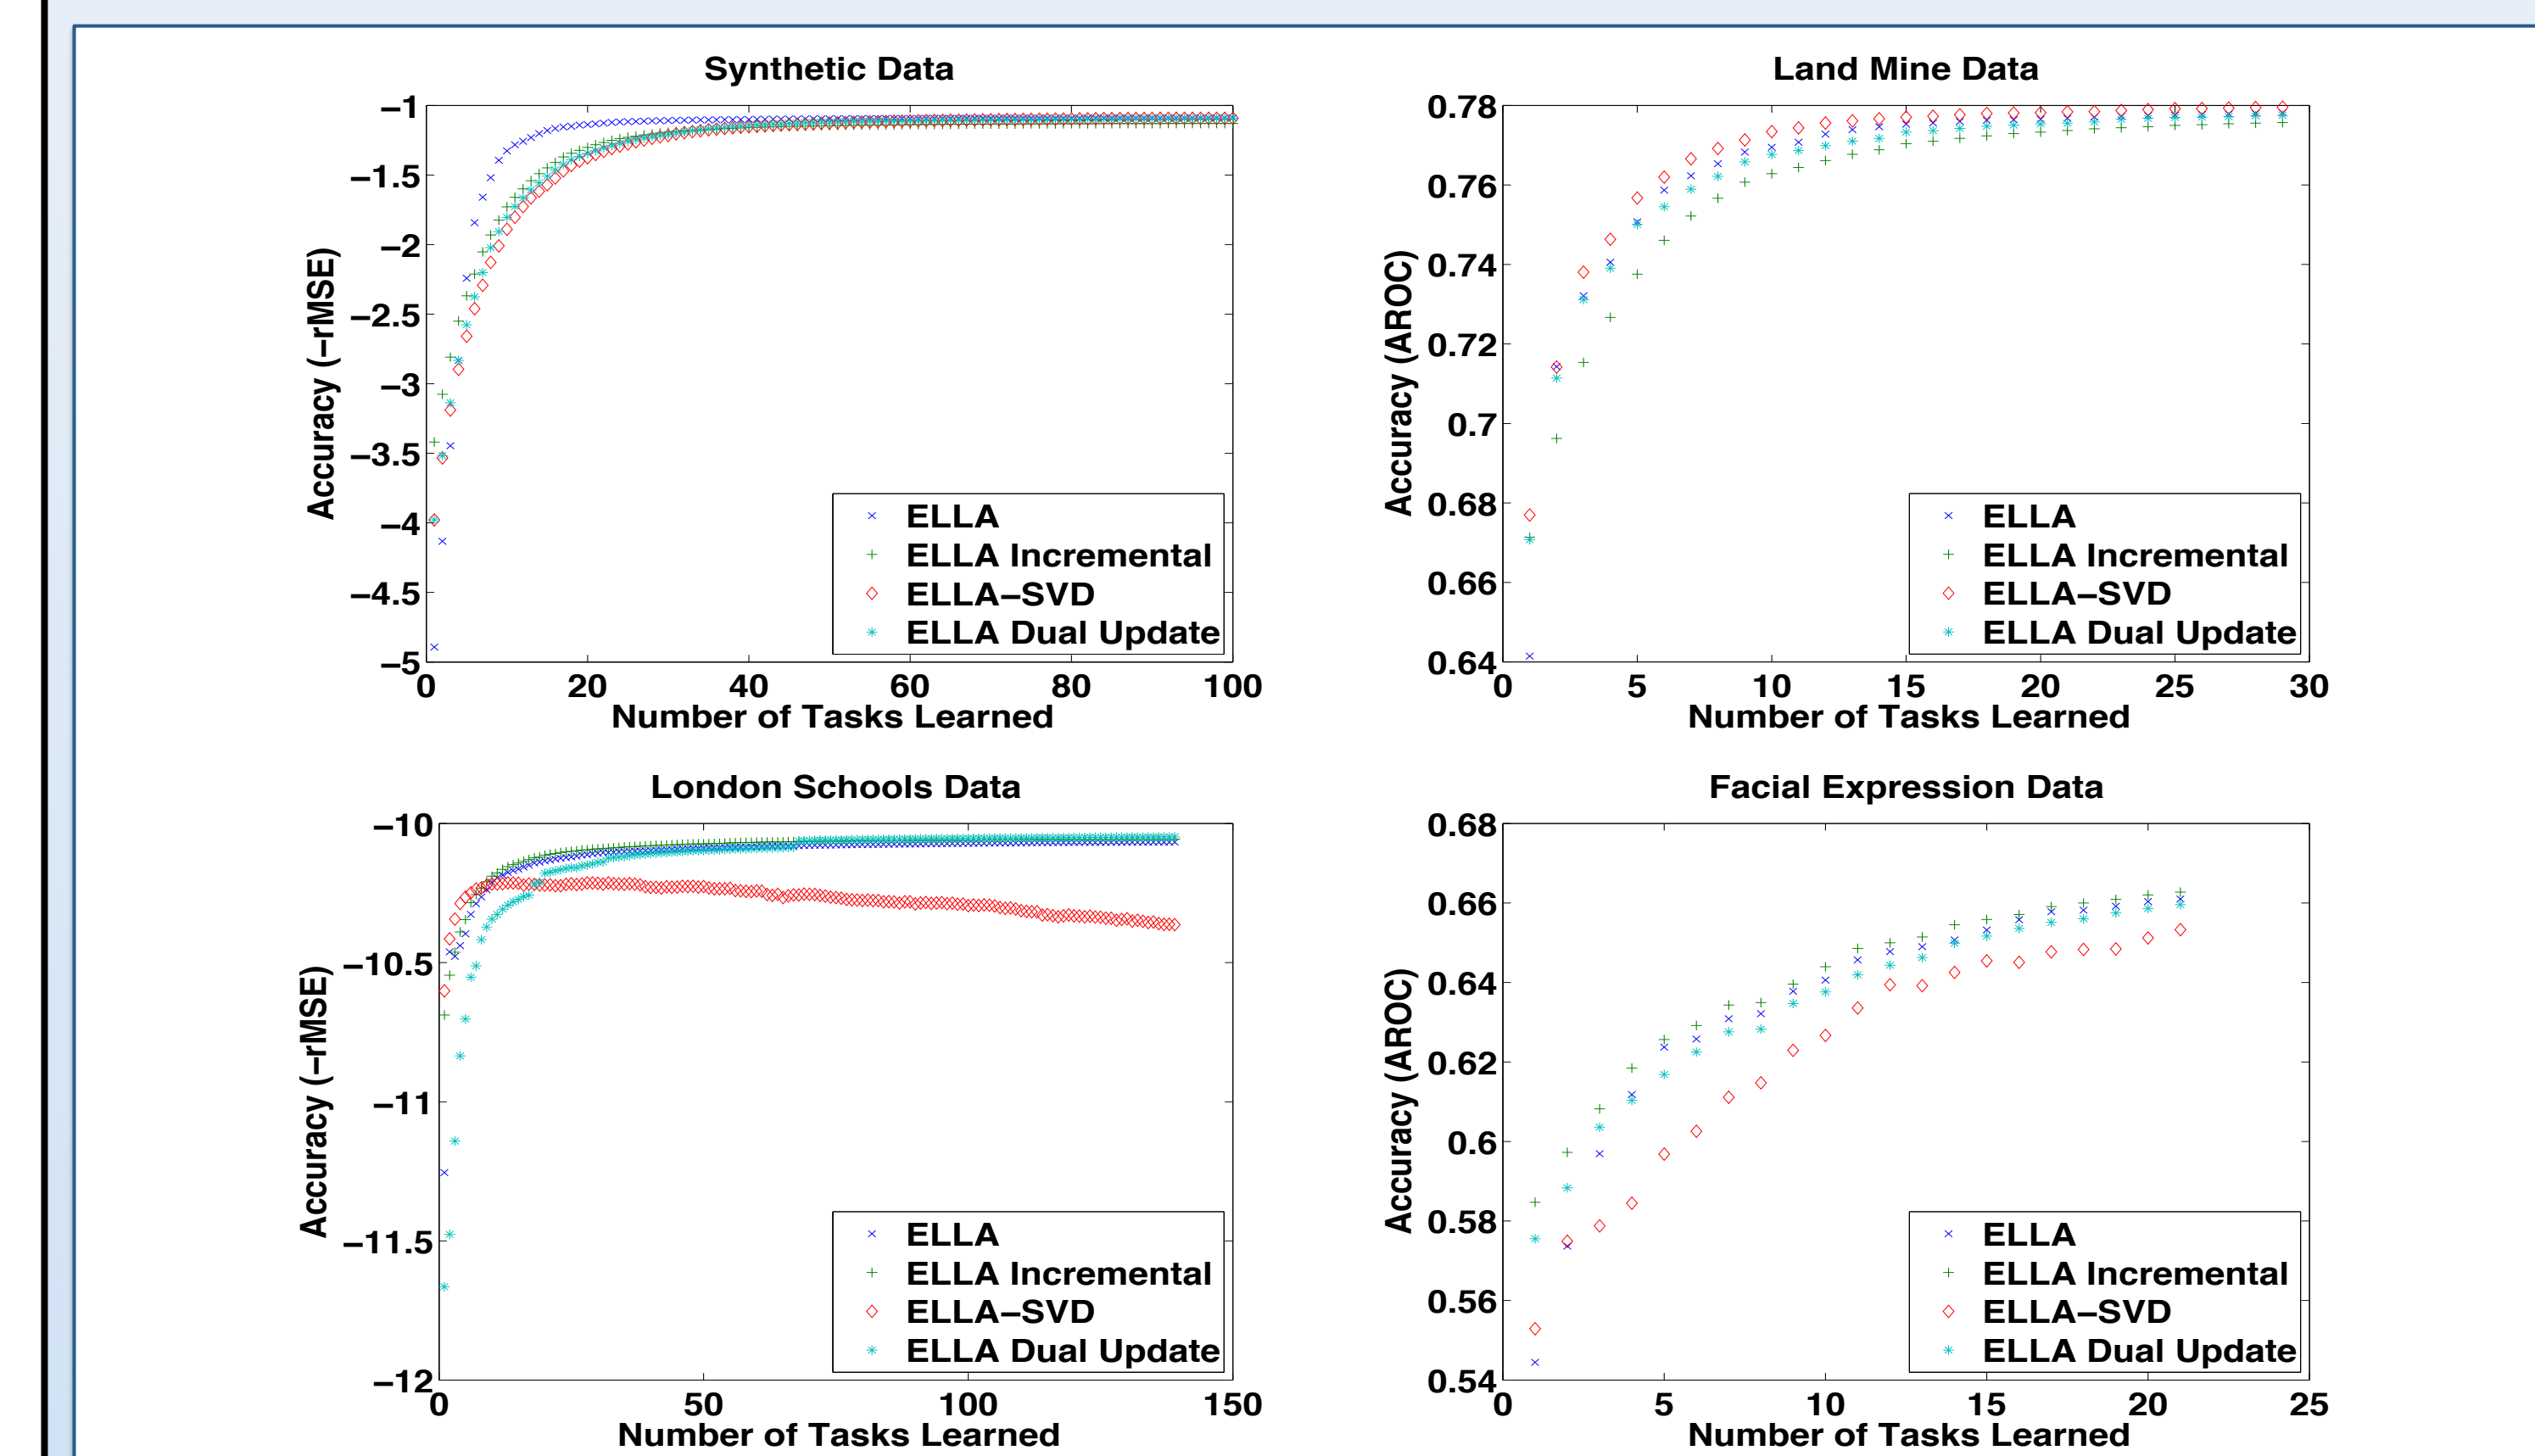 Synthetic Data
−1
−1.5
−2
−2.5
−3
−3.5
−4
−4.5
−5
Accuracy (−rMSE)
ELLA
ELLA Incremental
ELLA−SVD
ELLA Dual Update
0 20 40 60 80 100
Number of Tasks Learned
Land Mine Data
0.78
0.76
0.74
0.72
0.7
0.68
0.66
0.64
Accuracy (AROC)
ELLA
ELLA Incremental
ELLA−SVD
ELLA Dual Update
0 5 10 15 20 25 30
Number of Tasks Learned
London Schools Data
−10
−10.5
−11
−11.5
−12
Accuracy (−rMSE)
ELLA
ELLA Incremental
ELLA−SVD
ELLA Dual Update
0 50 100 150
Number of Tasks Learned
Facial Expression Data
0.68
0.66
0.64
0.62
0.6
0.58
0.56
0.54
Accuracy (AROC)
ELLA
ELLA Incremental
ELLA−SVD
ELLA Dual Update
0 5 10 15 20 25
Number of Tasks Learned